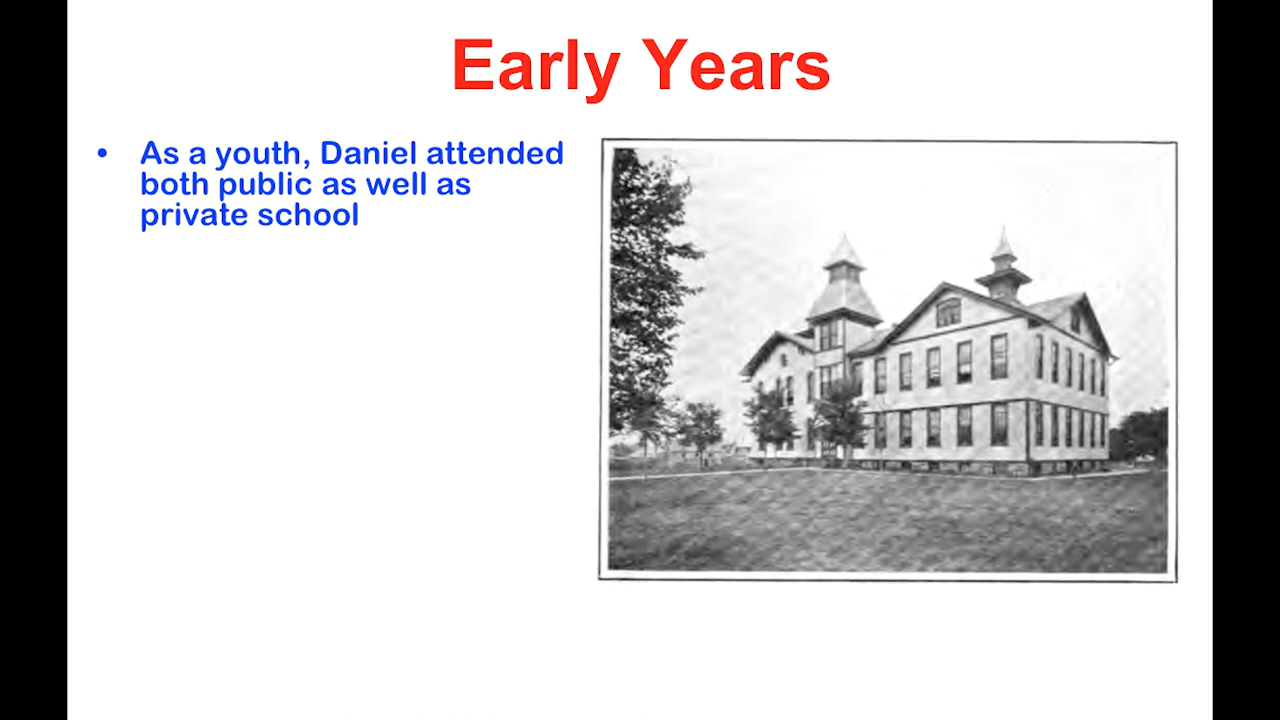 Early Years
• As a youth, Daniel attended
both public as well as
private school